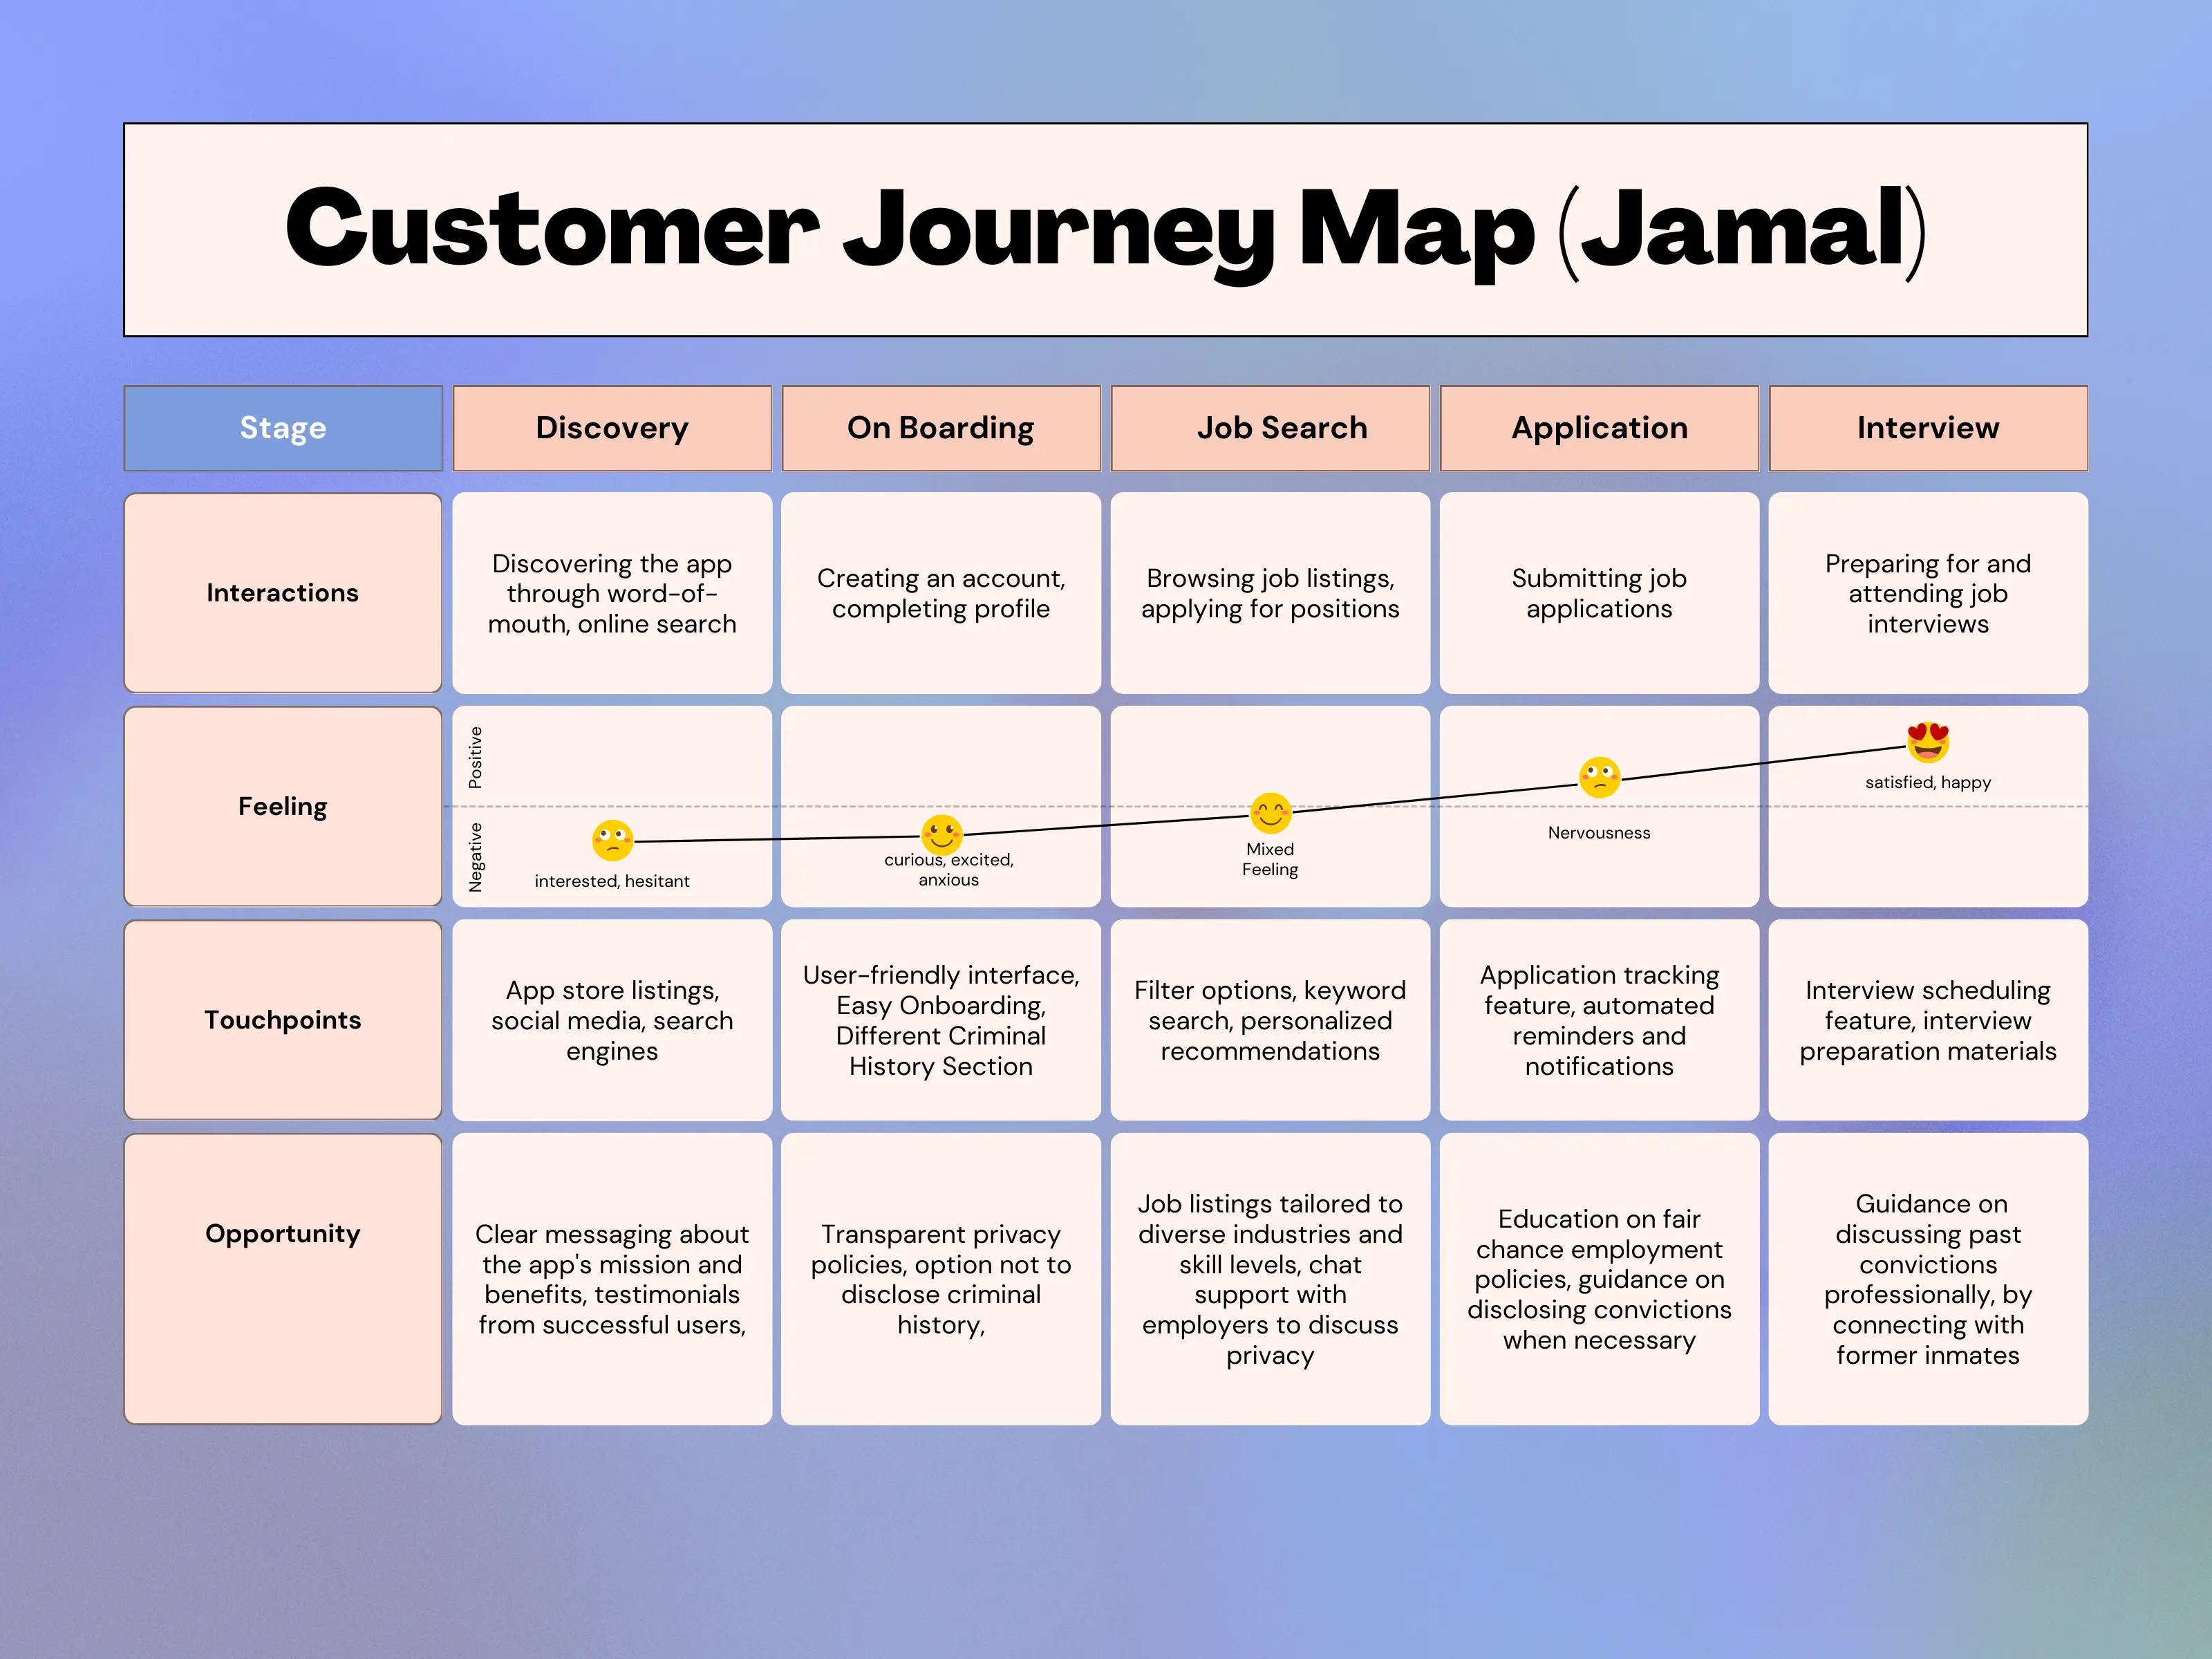 Customer Journey Map (Jamal)
Stage
Discovery
On Boarding
Job Search
Application
Interview
Interactions
Discovering the app
through word-of-
mouth, online search
Creating an account,
completing profile
Browsing job listings,
applying for positions
Submitting job
applications
Preparing for and
attending job
interviews
Feeling
Positive
Negative
interested, hesitant
curious, excited,
anxious
Mixed
Feeling
Nervousness
satisfied, happy
Touchpoints
App store listings,
social media, search
engines
User-friendly interface,
Easy Onboarding,
Different Criminal
History Section
Filter options, keyword
search, personalized
recommendations
Application tracking
feature, automated
reminders and
notifications
Interview scheduling
feature, interview
preparation materials
Opportunity
Clear messaging about
the app's mission and
benefits, testimonials
from successful users,
Transparent privacy
policies, option not to
disclose criminal
history,
Job listings tailored to
diverse industries and
skill levels, chat
support with
employers to discuss
privacy
Education on fair
chance employment
policies, guidance on
disclosing convictions
when necessary
Guidance on
discussing past
convictions
professionally, by
connecting with
former inmates